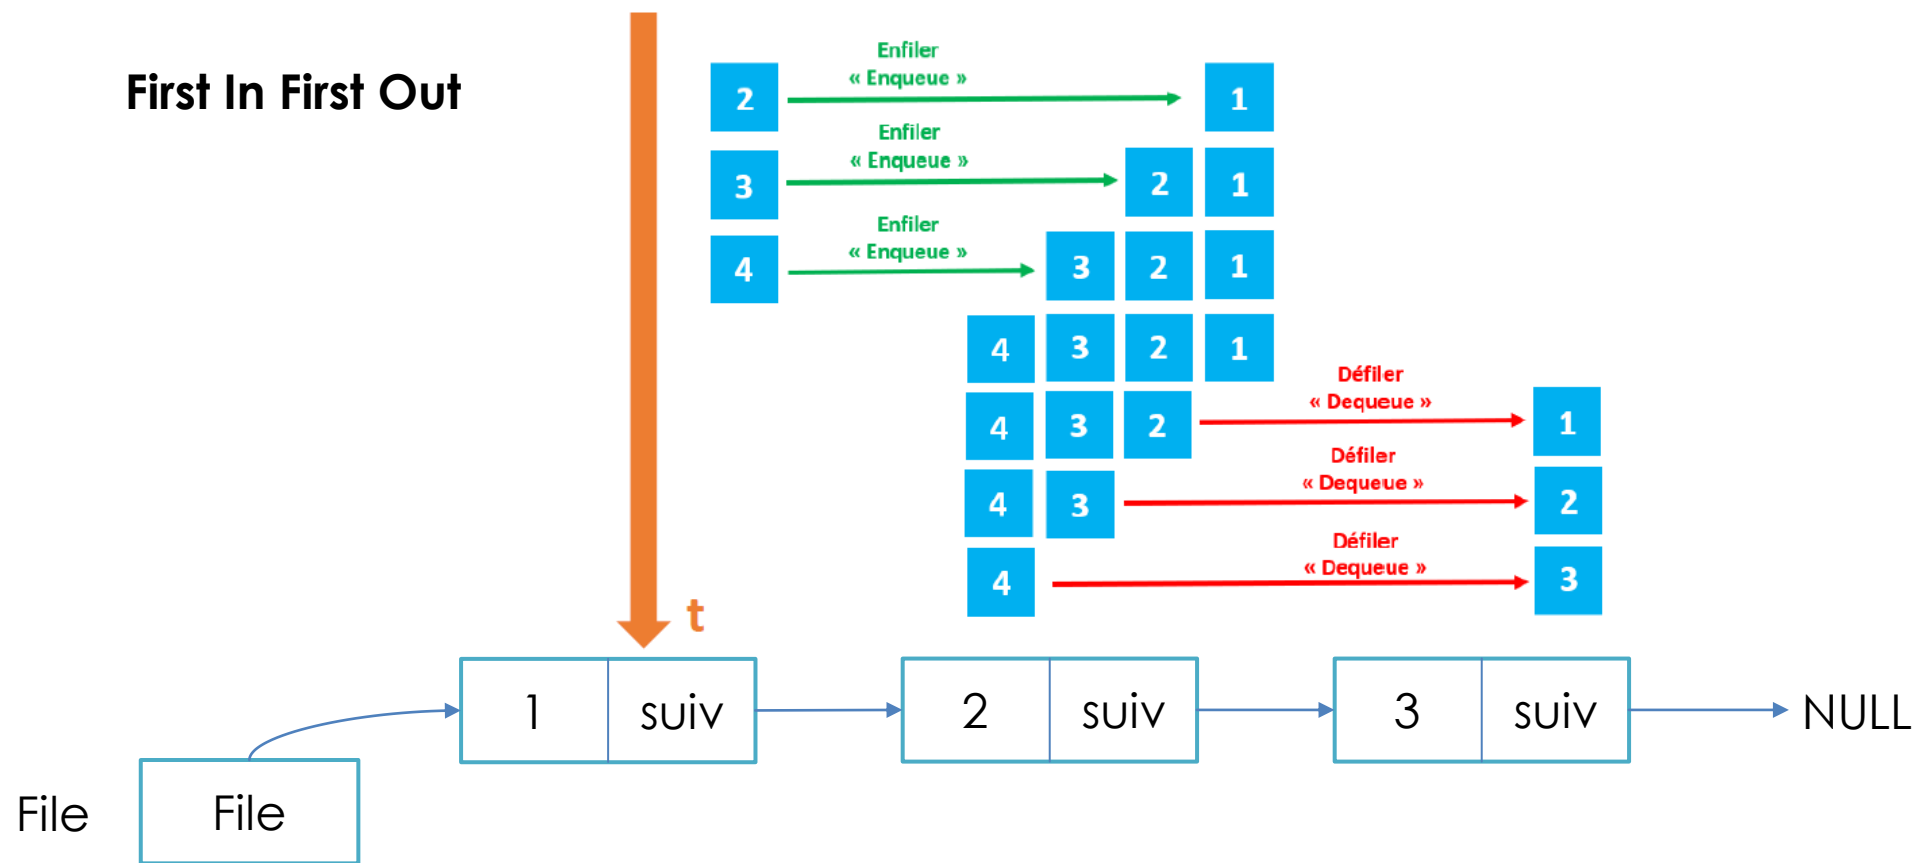 First In First Out
Enfiler
« Enqueue »
2
1
Enfiler
« Enqueue »
3
2 1
Enfiler
« Enqueue »
4
3 2 1
4 3 2 1
Défiler
« Dequeue »
4 3 2
1
Défiler
« Dequeue »
4 3
2
Défiler
« Dequeue »
4
3
t
1 suiv 2 suiv 3 suiv NULL
File File